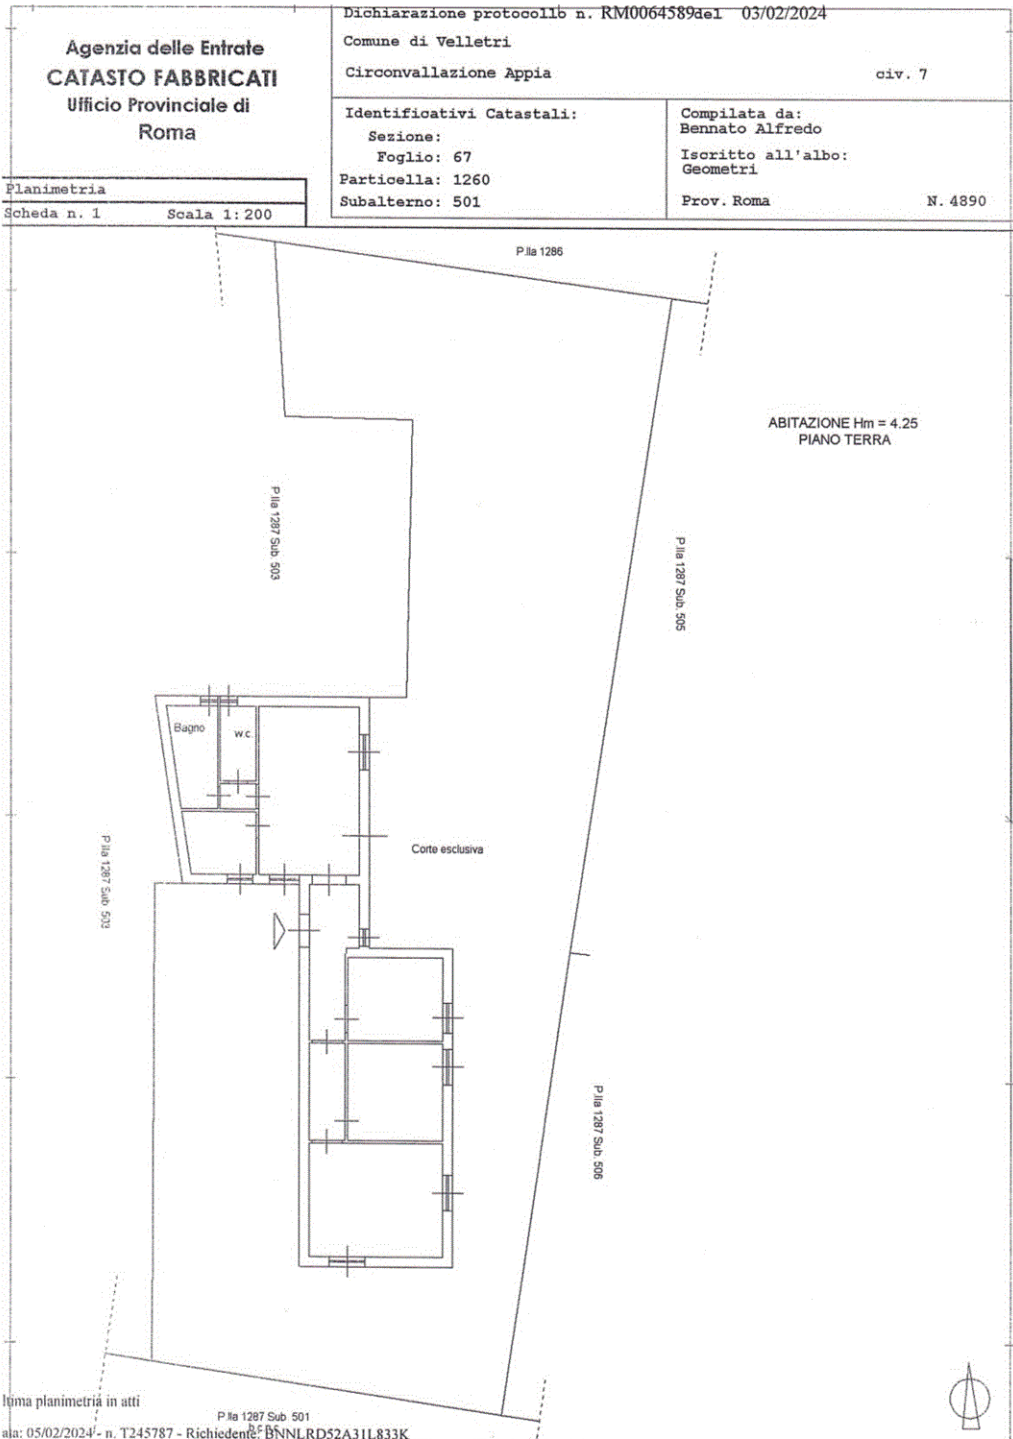 Agenzia delle Entrate
CATASTO FABBRICATI
Ufficio Provinciale di
Roma
Dichiarazione protocollo n. RM0064589del 03/02/2024
Comune di Velletri
Circonvallazione Appia civ. 7
Identificativi Catastali:
Sezione:
Foglio: 67
Particella: 1260
Subalterno: 501
Compilata da:
Bennato Alfredo
Iscritto all'albo:
Geometri
Prov. Roma N. 4890
Planimetria
Scheda n. 1 Scala 1:200
P.lla 1286
ABITAZIONE Hm = 4.25
PIANO TERRA
P.lla 1287 Sub. 503
P.lla 1287 Sub. 505
Bagno
w.c.
Corte esclusiva
P.lla 1287 Sub. 503
P.lla 1287 Sub. 506
ltima planimetria in atti
P.lla 1287 Sub 501
ata: 05/02/2024 - n. T245787 - Richiedente: BNNLRD52A31L833K